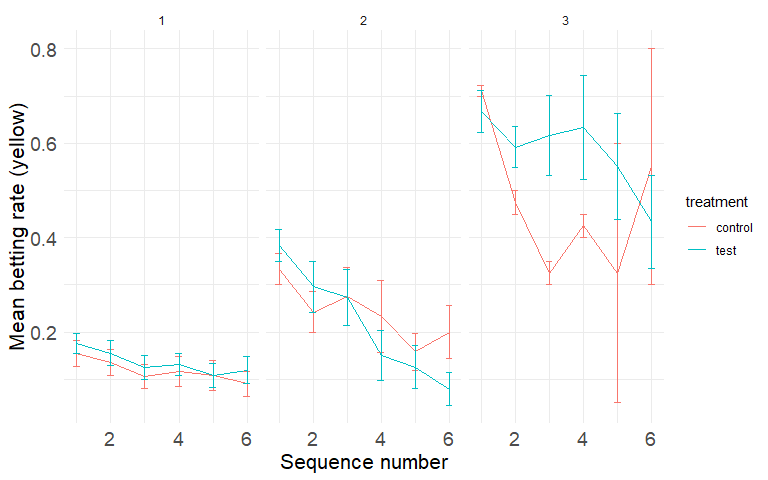 1 2 3
0.8
0.6
0.4
0.2
Mean betting rate (yellow)
2 4 6 2 4 6 2 4 6
Sequence number
treatment
control
test